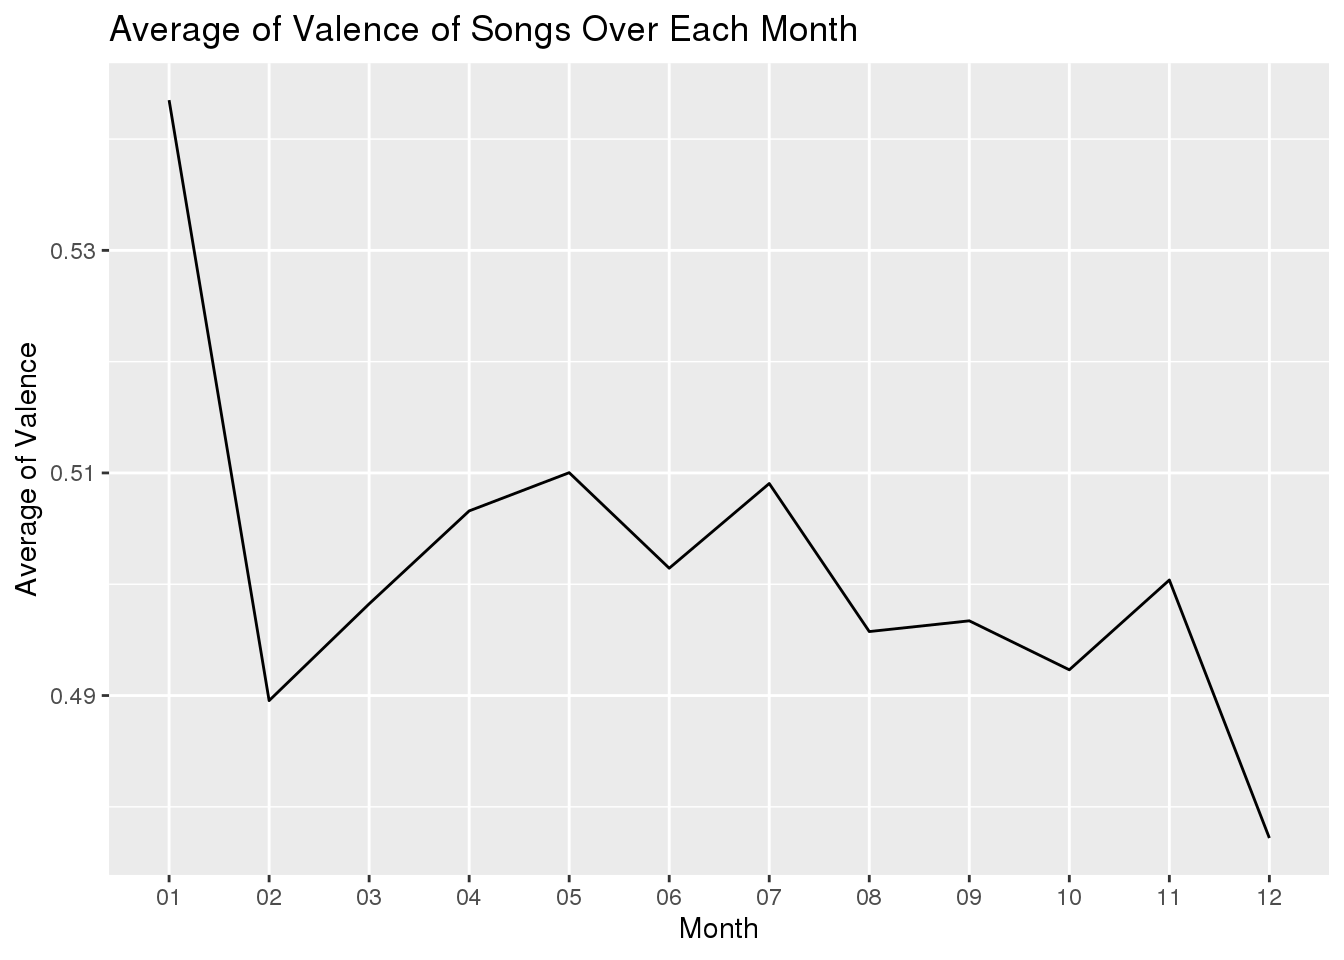 Average of Valence of Songs Over Each Month
Average of Valence
0.53
0.51
0.49
01 02 03 04 05 06 07 08 09 10 11 12
Month